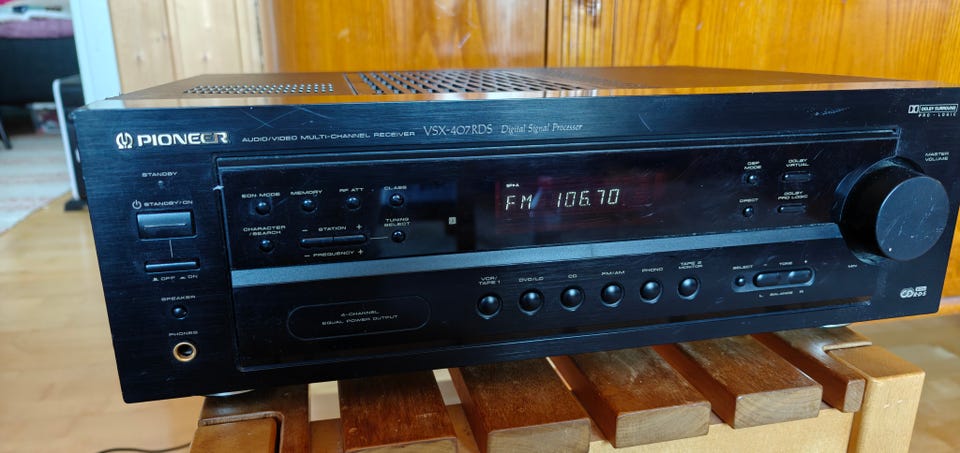 PIONEER
AUDIO/VIDEO MULTI-CHANNEL RECEIVER VSX-407RDS Digital Signal Processor
DOLBY SURROUND
PRO • LOGIC
STANDBY
STANDBY/ON
OFF ON
SPEAKER
PHONES
EON MODE
MEMORY
RF ATT
CLASS
CHARACTER
/SEARCH
– STATION +
– FREQUENCY +
TUNING
SELECT
SP▸A
FM 106.70
DSP
MODE
DOLBY
VIRTUAL
DIRECT
DOLBY
PRO LOGIC
MASTER
VOLUME
4-CHANNEL
EQUAL POWER OUTPUT
VCR/
TAPE 1
DVD/LD
CD
FM/AM
PHONO
TAPE 2
MONITOR
SELECT
– TONE +
L BALANCE R
MIN
EON
R·D·S